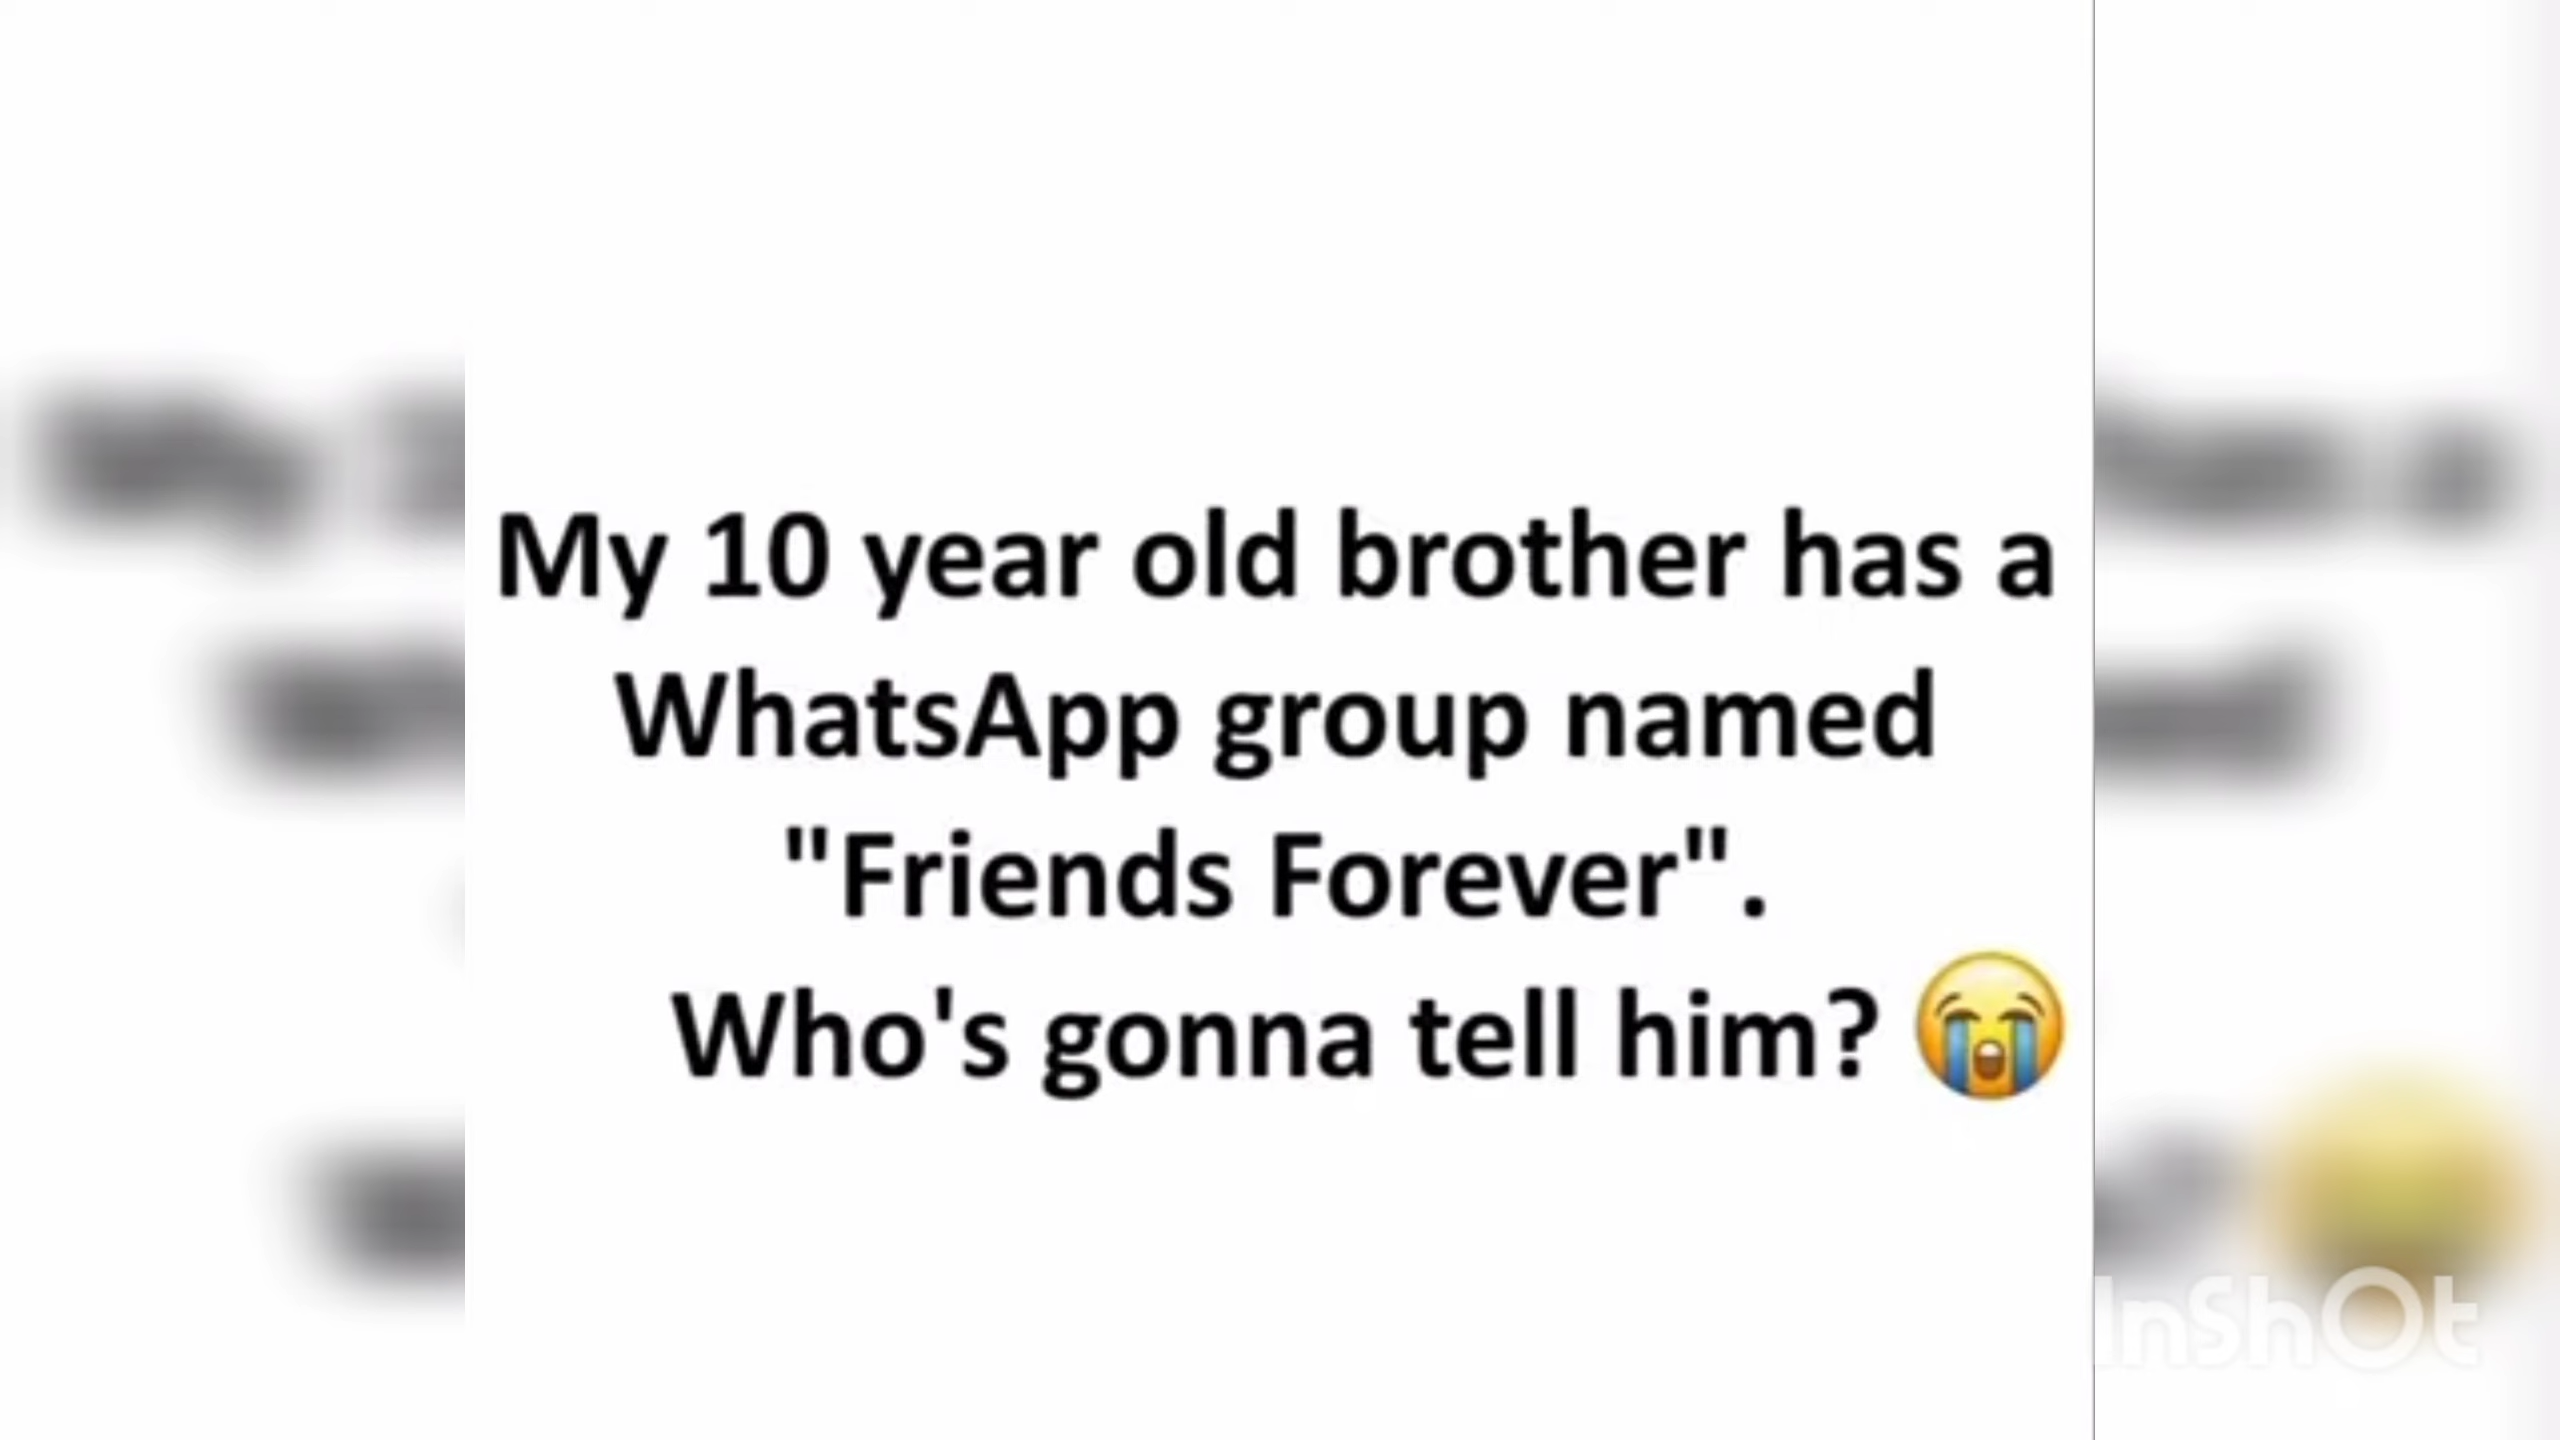 My 10 year old brother has a
WhatsApp group named
"Friends Forever".
Who's gonna tell him? 😭
InShOt